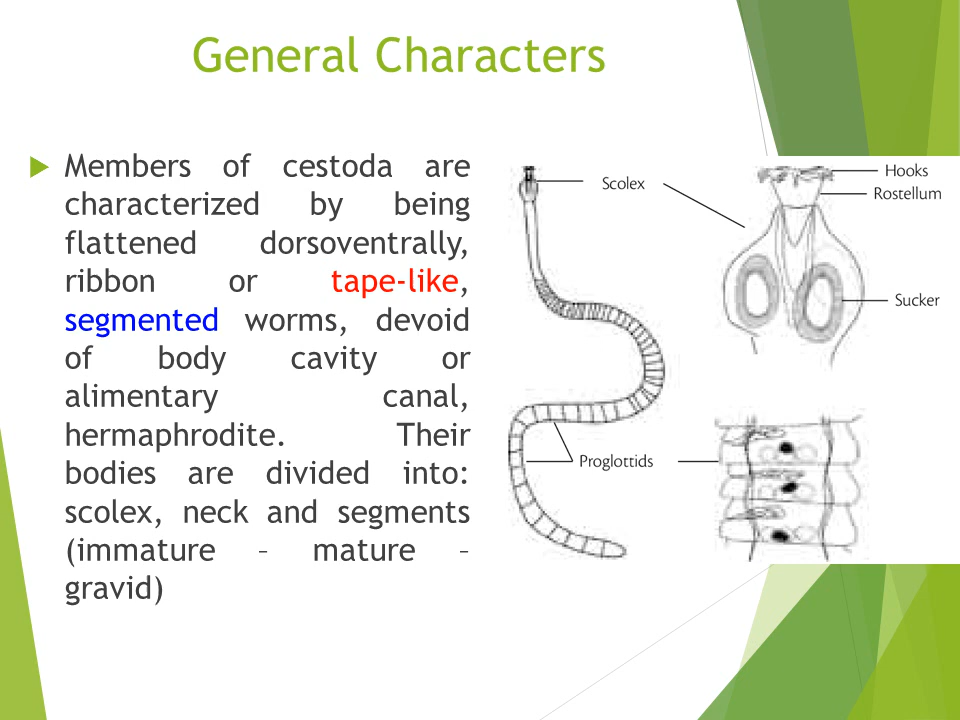 General Characters
Members of cestoda are
characterized by being
flattened dorsoventrally,
ribbon or tape-like,
segmented worms, devoid
of body cavity or
alimentary canal,
hermaphrodite. Their
bodies are divided into:
scolex, neck and segments
(immature – mature –
gravid)
Scolex
Hooks
Rostellum
Sucker
Proglottids